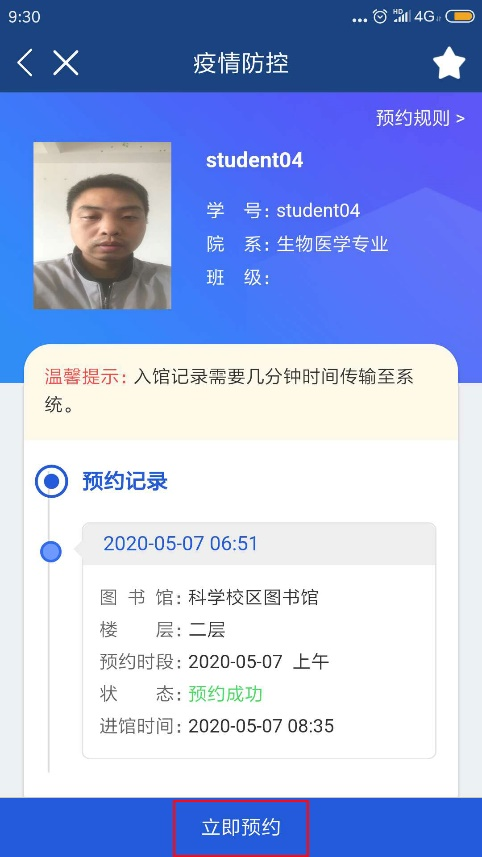 9:30
HD 4G
疫情防控
预约规则 >
student04
学 号: student04
院 系: 生物医学专业
班 级:
温馨提示: 入馆记录需要几分钟时间传输至系
统。
预约记录
2020-05-07 06:51
图 书 馆: 科学校区图书馆
楼 层: 二层
预约时段: 2020-05-07 上午
状 态: 预约成功
进馆时间: 2020-05-07 08:35
立即预约